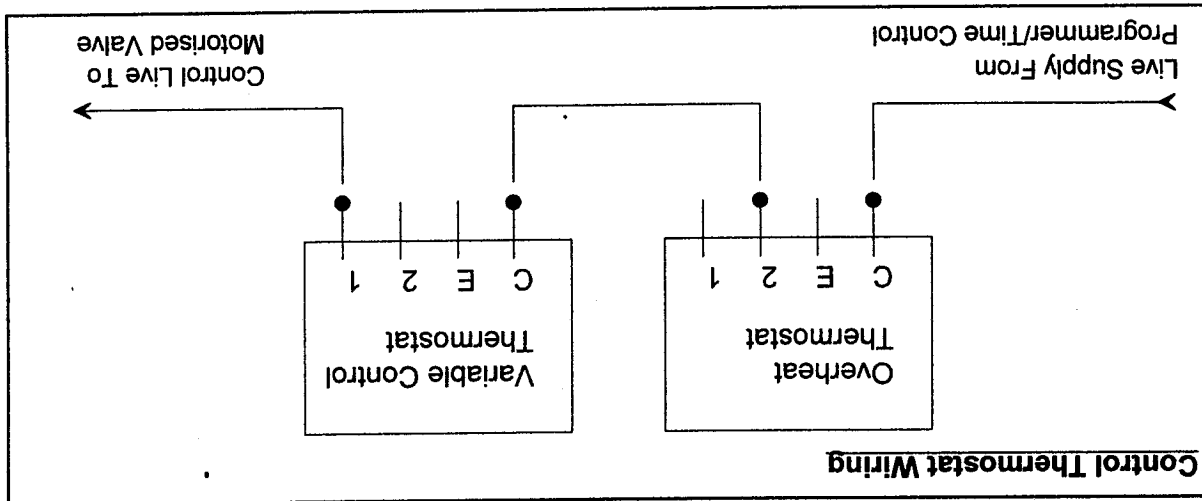 Control Thermostat Wiring
Overheat
Thermostat
C E 2 1
Variable Control
Thermostat
C E 2 1
Live Supply From
Programmer/Time Control
Control Live To
Motorised Valve